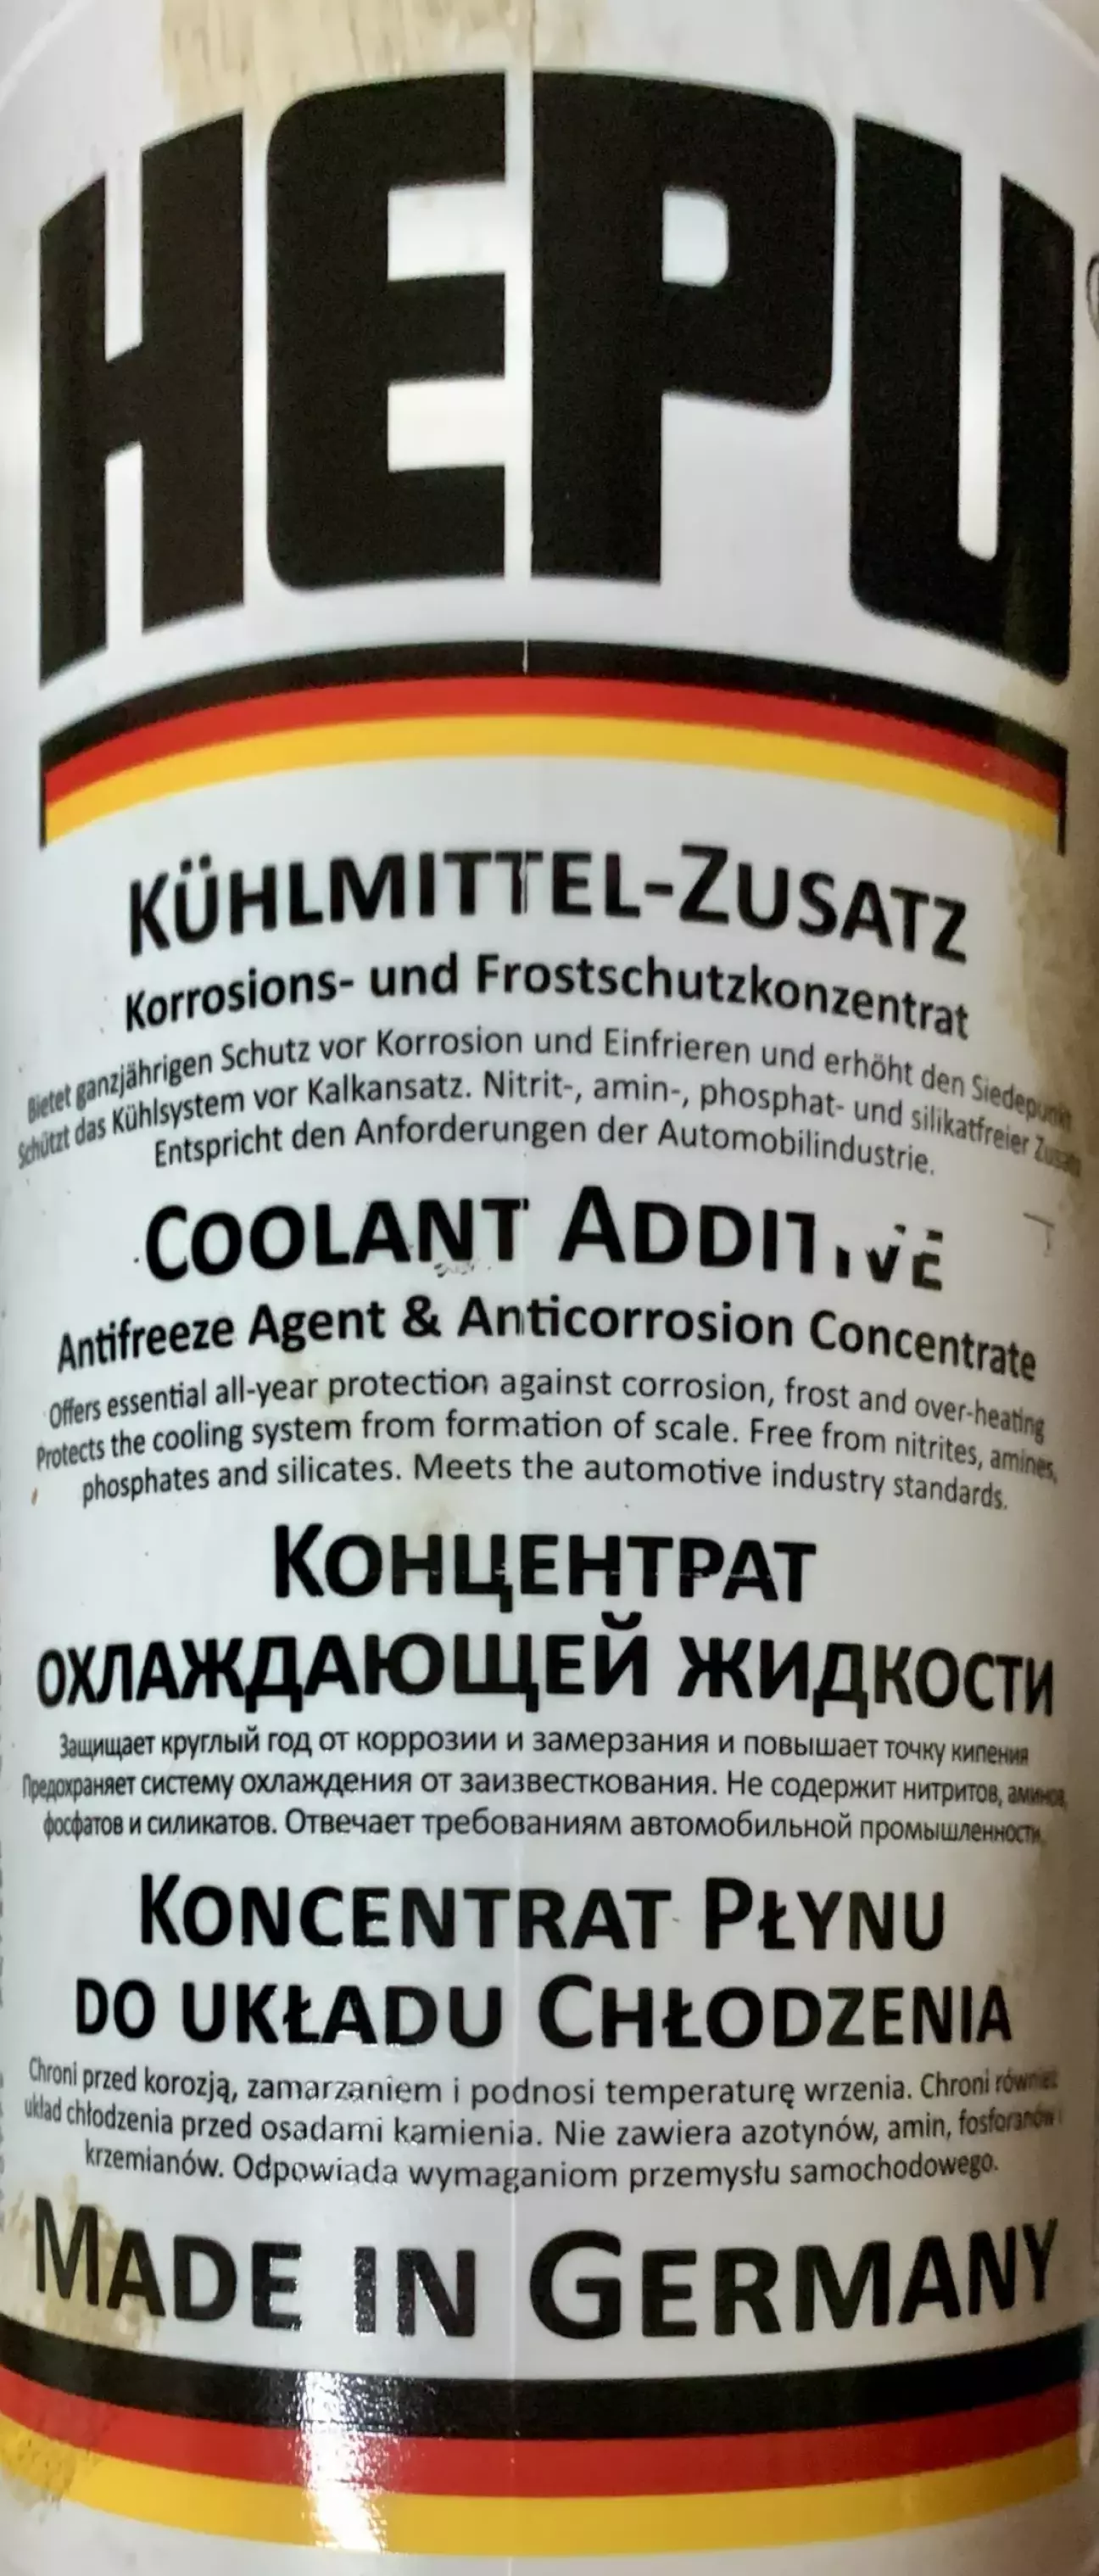 HEPU
KÜHLMITTEL-ZUSATZ
Korrosions- und Frostschutzkonzentrat
Bietet ganzjährigen Schutz vor Korrosion und Einfrieren und erhöht den Siedepunkt
Schützt das Kühlsystem vor Kalkansatz. Nitrit-, amin-, phosphat- und silikatfreier Zusatz
Entspricht den Anforderungen der Automobilindustrie.
COOLANT ADDITIVE
Antifreeze Agent & Anticorrosion Concentrate
Offers essential all-year protection against corrosion, frost and over-heating
Protects the cooling system from formation of scale. Free from nitrites, amines,
phosphates and silicates. Meets the automotive industry standards.
КОНЦЕНТРАТ
ОХЛАЖДАЮЩЕЙ ЖИДКОСТИ
Защищает круглый год от коррозии и замерзания и повышает точку кипения
Предохраняет систему охлаждения от заизвесткования. Не содержит нитритов, аминов,
фосфатов и силикатов. Отвечает требованиям автомобильной промышленности.
KONCENTRAT PŁYNU
DO UKŁADU CHŁODZENIA
Chroni przed korozją, zamarzaniem i podnosi temperaturę wrzenia. Chroni również
układ chłodzenia przed osadami kamienia. Nie zawiera azotynów, amin, fosforanów i
krzemianów. Odpowiada wymaganiom przemysłu samochodowego.
MADE IN GERMANY